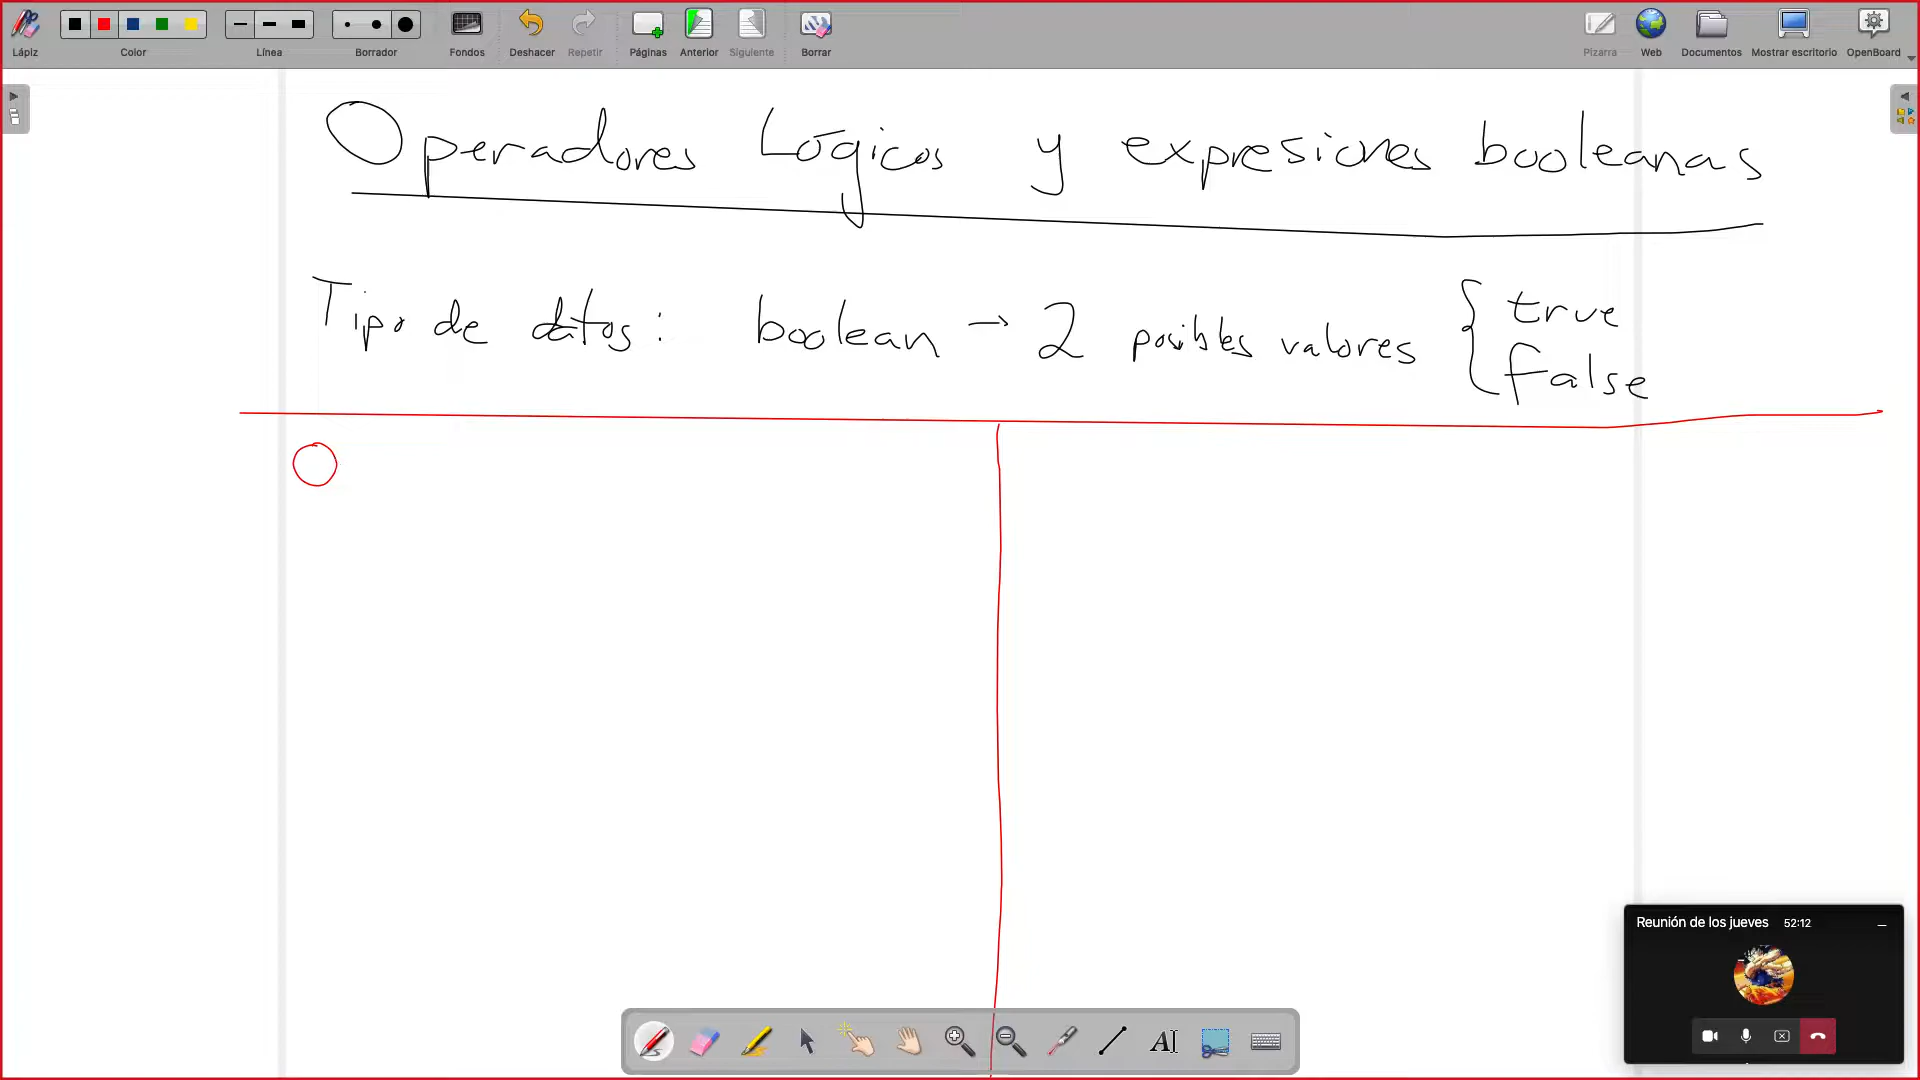 Lápiz
Color
Línea
Borrador
Fondos
Deshacer
Repetir
Páginas
Anterior
Siguiente
Borrar
Pizarra
Web
Documentos
Mostrar escritorio
OpenBoard
Operadores Lógicos y expresiones booleanas
Tipo de datos: boolean → 2 posibles valores { true
false
Reunión de los jueves 52:12
AI